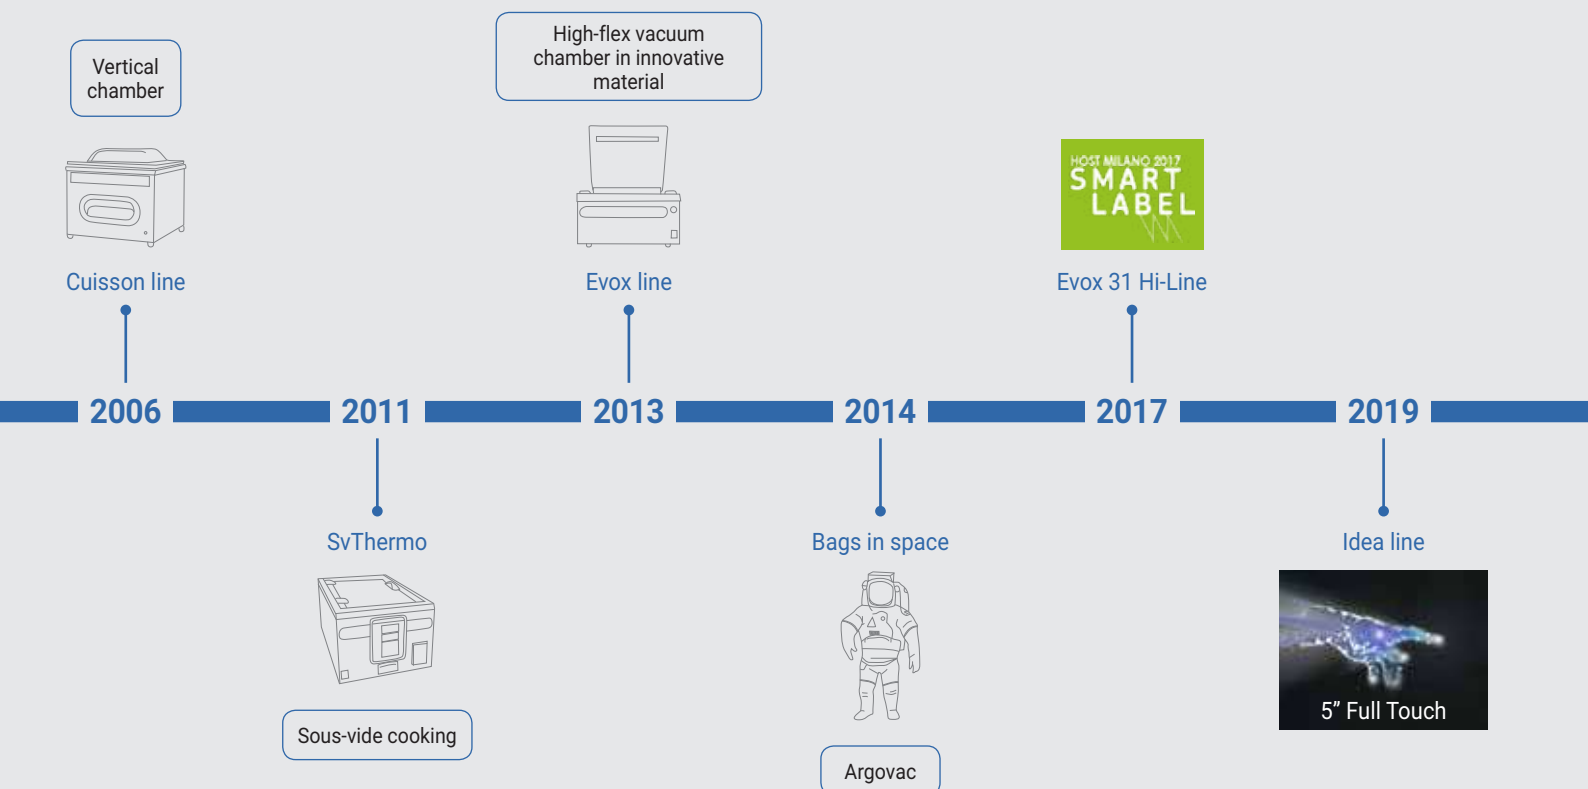 Vertical
chamber
Cuisson line
High-flex vacuum
chamber in innovative
material
Evox line
HOST MILANO 2017
SMART
LABEL
Evox 31 Hi-Line
2006
2011
2013
2014
2017
2019
SvThermo
Sous-vide cooking
Bags in space
Argovac
Idea line
5” Full Touch